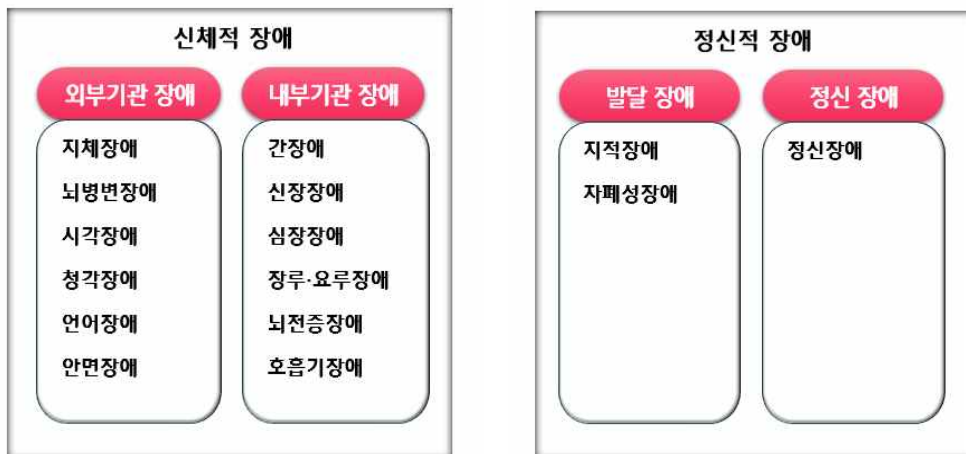 신체적 장애
외부기관 장애
지체장애
뇌병변장애
시각장애
청각장애
언어장애
안면장애
내부기관 장애
간장애
신장장애
심장장애
장루·요루장애
뇌전증장애
호흡기장애
정신적 장애
발달 장애
지적장애
자폐성장애
정신 장애
정신장애